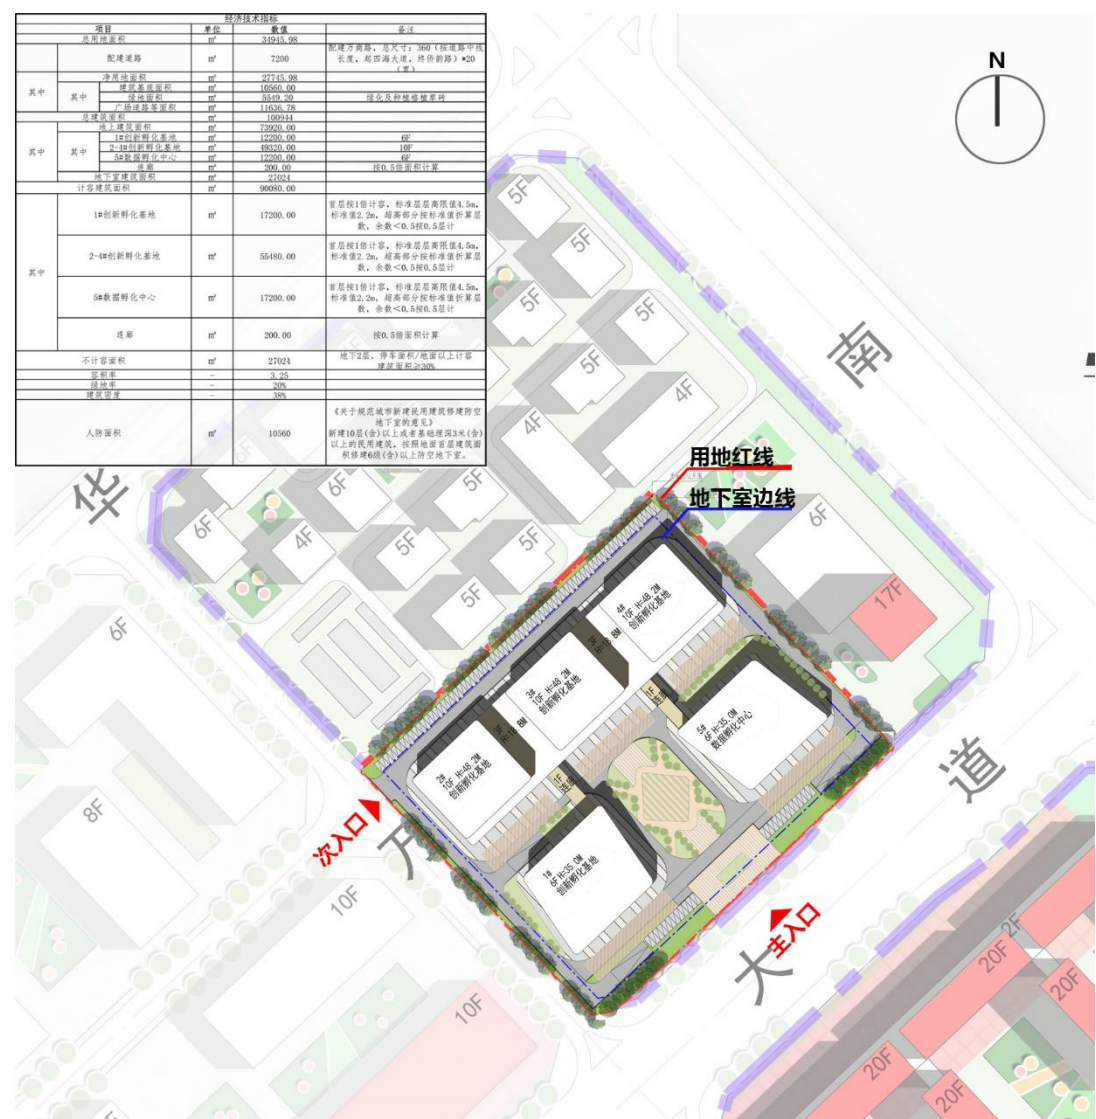 经济技术指标
项目 单位 数值 备注
总用地面积 ㎡ 34945.98
配建道路 ㎡ 7200 配建万商路，总尺寸：360（按道路中线
长度，起四海大道，终侨韵路）*20
（宽）
其中 净用地面积 ㎡ 27745.98
其中 建筑基底面积 ㎡ 10560.00
绿地面积 ㎡ 5549.20 绿化及种植格植草砖
广场道路等面积 ㎡ 11636.78
总建筑面积 ㎡ 100944
其中 地上建筑面积 ㎡ 73920.00
其中 1#创新孵化基地 ㎡ 12200.00 6F
2-4#创新孵化基地 ㎡ 49320.00 10F
5#数据孵化中心 ㎡ 12200.00 6F
连廊 ㎡ 200.00 按0.5倍面积计算
地下室建筑面积 ㎡ 27024
计容建筑面积 ㎡ 90080.00
其中 1#创新孵化基地 ㎡ 17200.00 首层按1倍计容，标准层层高限值4.5m，
标准值2.2m，超高部分按标准值折算层
数，余数<0.5按0.5层计
2-4#创新孵化基地 ㎡ 55480.00 首层按1倍计容，标准层层高限值4.5m，
标准值2.2m，超高部分按标准值折算层
数，余数<0.5按0.5层计
5#数据孵化中心 ㎡ 17200.00 首层按1倍计容，标准层层高限值4.5m，
标准值2.2m，超高部分按标准值折算层
数，余数<0.5按0.5层计
连廊 ㎡ 200.00 按0.5倍面积计算
不计容面积 ㎡ 27024 地下2层，停车面积/地面以上计容
建筑面积≥30%
容积率 - 3.25
绿地率 - 20%
建筑密度 - 38%
人防面积 ㎡ 10560 《关于规范城市新建民用建筑修建防空
地下室的意见》
新建10层(含)以上或者基础埋深3米(含)
以上的民用建筑，按照地面首层建筑面
积修建6级(含)以上防空地下室。
N
5F
5F
5F
5F
5F
5F
4F
4F
南
华
6F
5F
6F
4F
5F
5F
5F
用地红线
地下室边线
6F
17F
6F
4#
10F H=48.2M
创新孵化基地
3F
H=18.8M
3#
10F H=48.2M
创新孵化基地
3F
H=18.8M
2#
10F H=48.2M
创新孵化基地
1F
连廊
5#
6F H=35.0M
数据孵化中心
1F
连廊
1#
6F H=35.0M
创新孵化基地
道
8F
次入口
10F
主入口
大
10F
2F
20F
20F
20F
20F